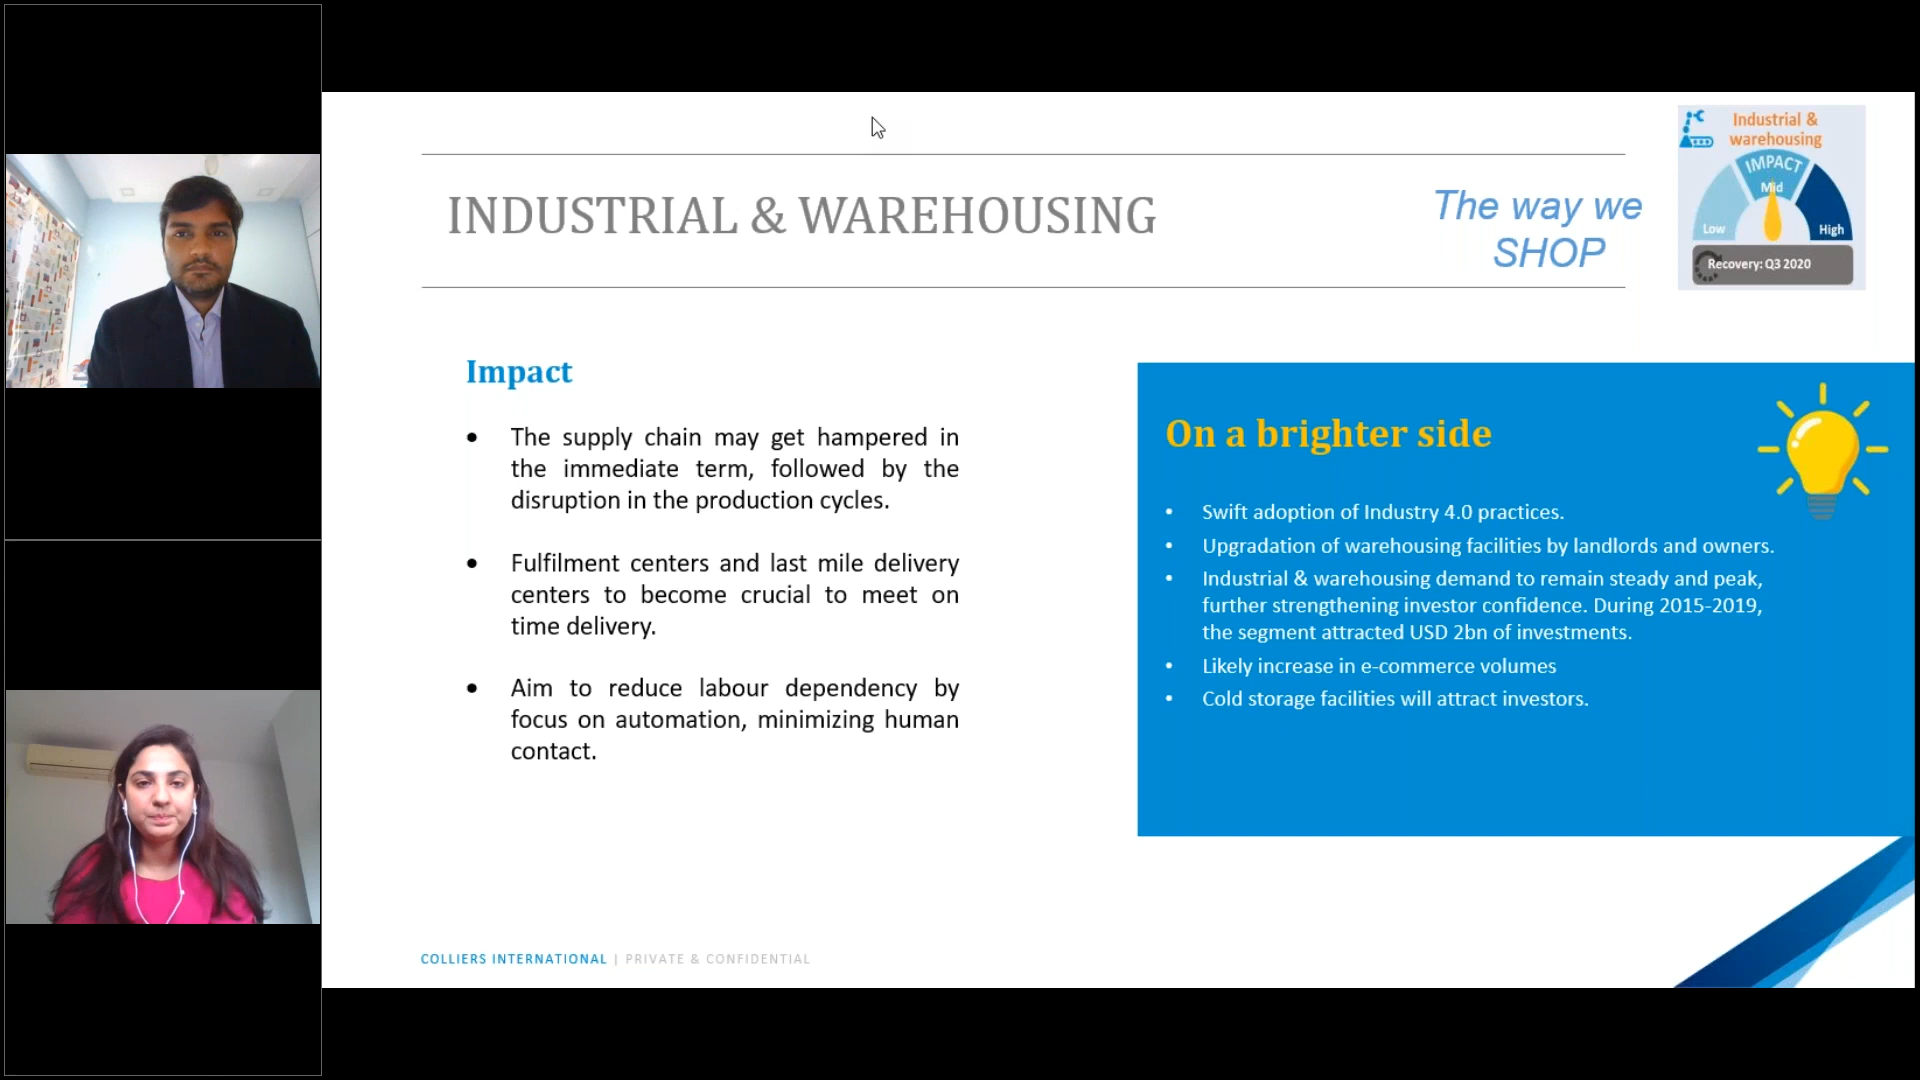 INDUSTRIAL & WAREHOUSING
The way we
SHOP
Industrial &
warehousing
IMPACT
Mid
Low
High
Recovery: Q3 2020
Impact
• The supply chain may get hampered in
the immediate term, followed by the
disruption in the production cycles.
• Fulfilment centers and last mile delivery
centers to become crucial to meet on
time delivery.
• Aim to reduce labour dependency by
focus on automation, minimizing human
contact.
On a brighter side
• Swift adoption of Industry 4.0 practices.
• Upgradation of warehousing facilities by landlords and owners.
• Industrial & warehousing demand to remain steady and peak,
further strengthening investor confidence. During 2015-2019,
the segment attracted USD 2bn of investments.
• Likely increase in e-commerce volumes
• Cold storage facilities will attract investors.
COLLIERS INTERNATIONAL | PRIVATE & CONFIDENTIAL